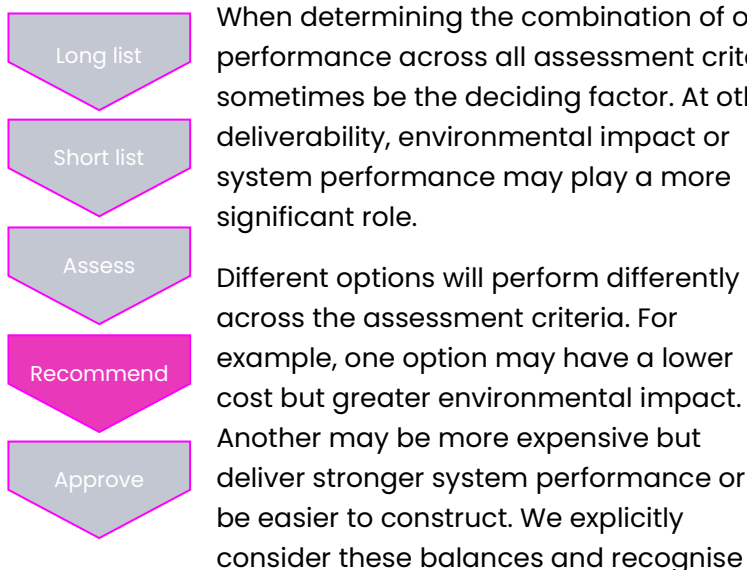 Long list
Short list
Assess
Recommend
Approve
When determining the combination of
performance across all assessment
sometimes be the deciding factor. At
deliverability, environmental impact or
system performance may play a more
significant role.
Different options will perform differently
across the assessment criteria. For
example, one option may have a lower
cost but greater environmental impact.
Another may be more expensive but
deliver stronger system performance or
be easier to construct. We explicitly
consider these balances and recognise